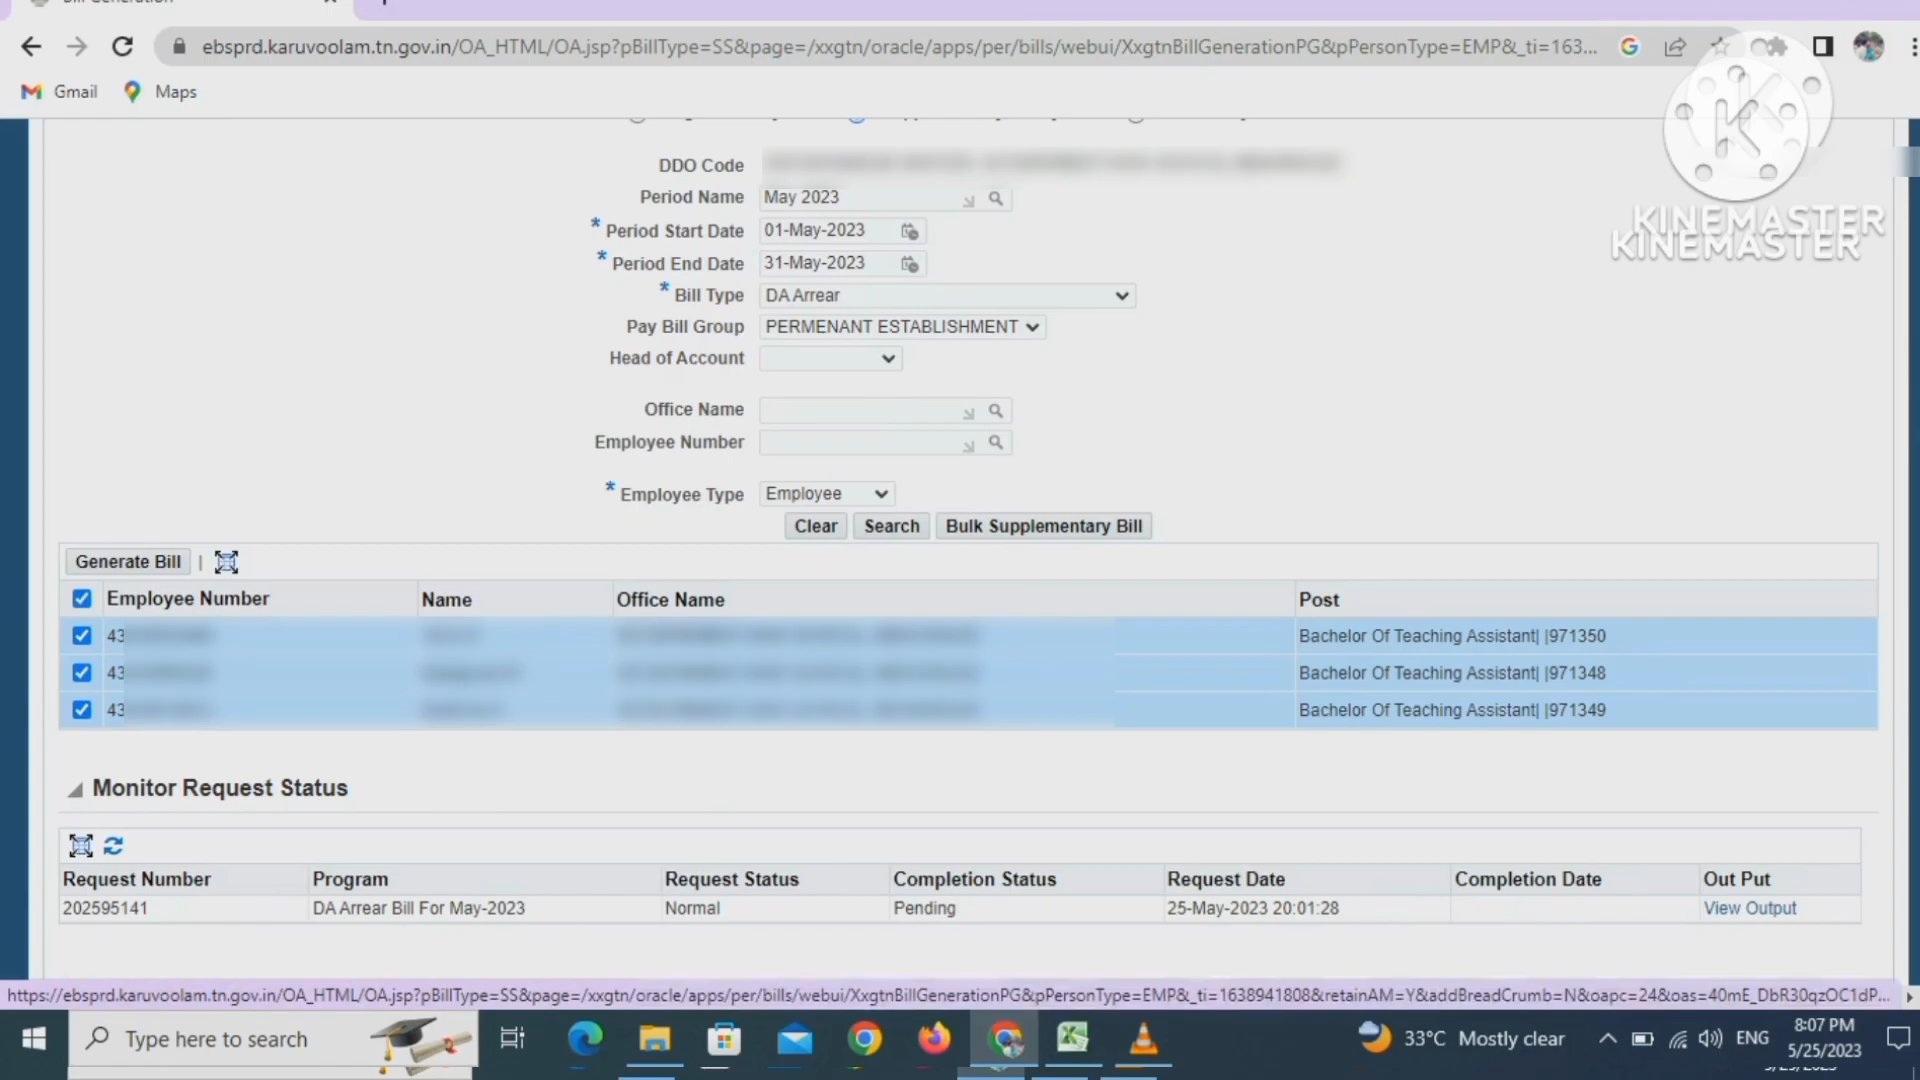 ebsprd.karuvoolam.tn.gov.in/OA_HTML/OA.jsp?pBillType=SS&page=/xxgtn/oracle/apps/per/bills/webui/XxgtnBillGenerationPG&pPersonType=EMP&_ti=163...
Gmail Maps
DDO Code
Period Name May 2023
* Period Start Date 01-May-2023
* Period End Date 31-May-2023
* Bill Type DA Arrear
Pay Bill Group PERMENANT ESTABLISHMENT
Head of Account
Office Name
Employee Number
* Employee Type Employee
Clear Search Bulk Supplementary Bill
KINEMASTER
KINEMASTER
Generate Bill |
Employee Number Name Office Name Post
43 Bachelor Of Teaching Assistant| |971350
43 Bachelor Of Teaching Assistant| |971348
43 Bachelor Of Teaching Assistant| |971349
Monitor Request Status
Request Number Program Request Status Completion Status Request Date Completion Date Out Put
202595141 DA Arrear Bill For May-2023 Normal Pending 25-May-2023 20:01:28 View Output
https://ebsprd.karuvoolam.tn.gov.in/OA_HTML/OA.jsp?pBillType=SS&page=/xxgtn/oracle/apps/per/bills/webui/XxgtnBillGenerationPG&pPersonType=EMP&_ti=1638941808&retainAM=Y&addBreadCrumb=N&oapc=24&oas=40mE_DbR30qzOC1dP...
Type here to search 33°C Mostly clear ENG 8:07 PM
5/25/2023